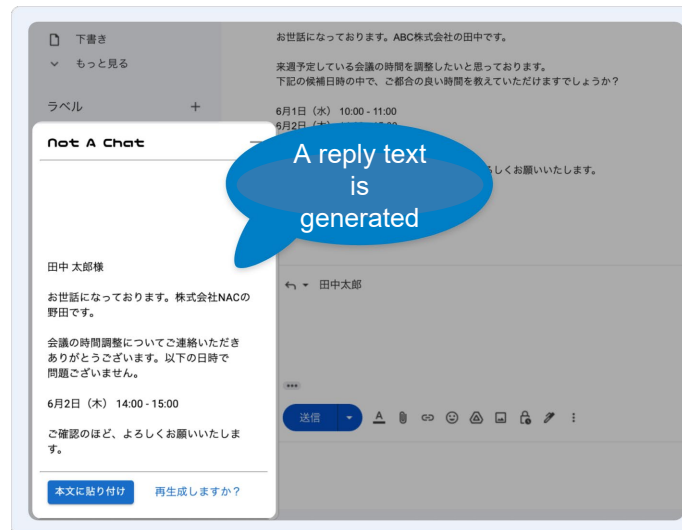 下書き
もっと見る
ラベル
お世話になっております。ABC株式会社の田中です。
来週予定している会議の時間を調整したいと思っております。
下記の候補日時の中で、ご都合の良い時間を教えていただけますでしょうか？
6月1日（水） 10:00 - 11:00
6月2日
しくお願いいたします。
田中太郎
送信
Not A Chat
A reply text
is
generated
田中 太郎様
お世話になっております。株式会社NACの
野田です。
会議の時間調整についてご連絡いただき
ありがとうございます。以下の日時で
問題ございません。
6月2日（木） 14:00 - 15:00
ご確認のほど、よろしくお願いいたしま
す。
本文に貼り付け
再生成しますか？